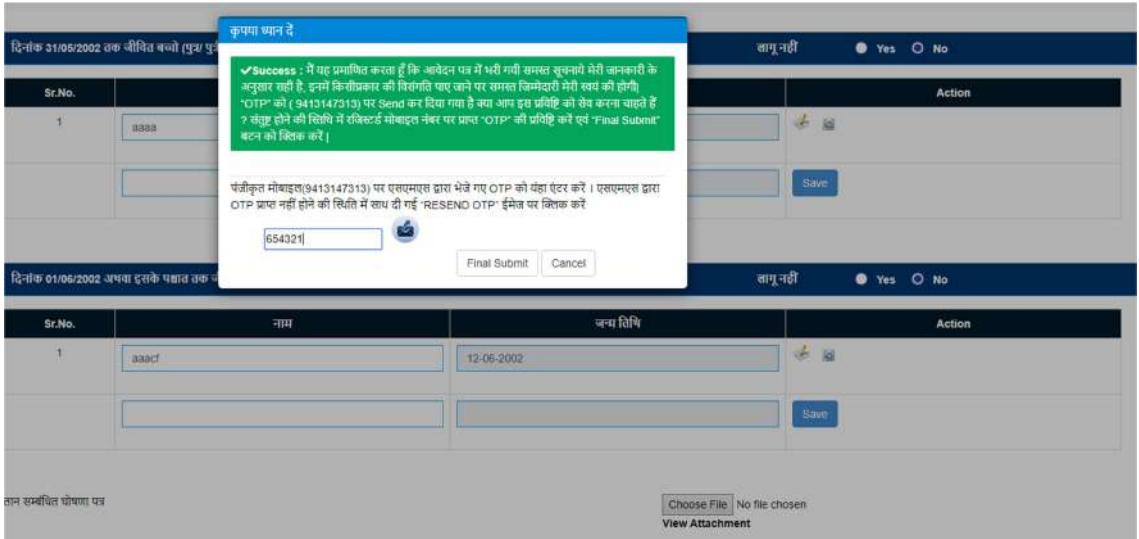 कृपया ध्यान दें
✔Success : मैं यह प्रमाणित करता हूँ कि आवेदन पत्र में भरी गयी समस्त सूचनाये मेरी जानकारी के
अनुसार सही है, इनमें किसीप्रकार की विसंगति पाए जाने पर समस्त जिम्मेदारी मेरी स्वयं की होगी|
"OTP" को ( 9413147313) पर Send कर दिया गया है क्या आप इस प्रविष्टि को सेव करना चाहते हैं
? संतुष्ट होने की स्तिथि में रजिस्टर्ड मोबाइल नंबर पर प्राप्त "OTP" की प्रविष्टि करें एवं "Final Submit"
बटन को क्लिक करें |
पंजीकृत मोबाइल(9413147313) पर एसएमएस द्वारा भेजे गए OTP को यंहा एंटर करें । एसएमएस द्वारा
OTP प्राप्त नहीं होने की स्थिति में साथ दी गई "RESEND OTP" ईमेज पर क्लिक करें
654321
Final Submit Cancel
दिनांक 31/05/2002 तक जीवित बच्चो (पुत्र/ लागू नहीं Yes No
Sr.No. Action
1 aaaa
Save
दिनांक 01/06/2002 अथवा इसके पश्चात तक लागू नहीं Yes No
Sr.No. नाम जन्म तिथि Action
1 aaacf 12-06-2002
Save
तान सम्बंधित घोषणा पत्र Choose File No file chosen
View Attachment